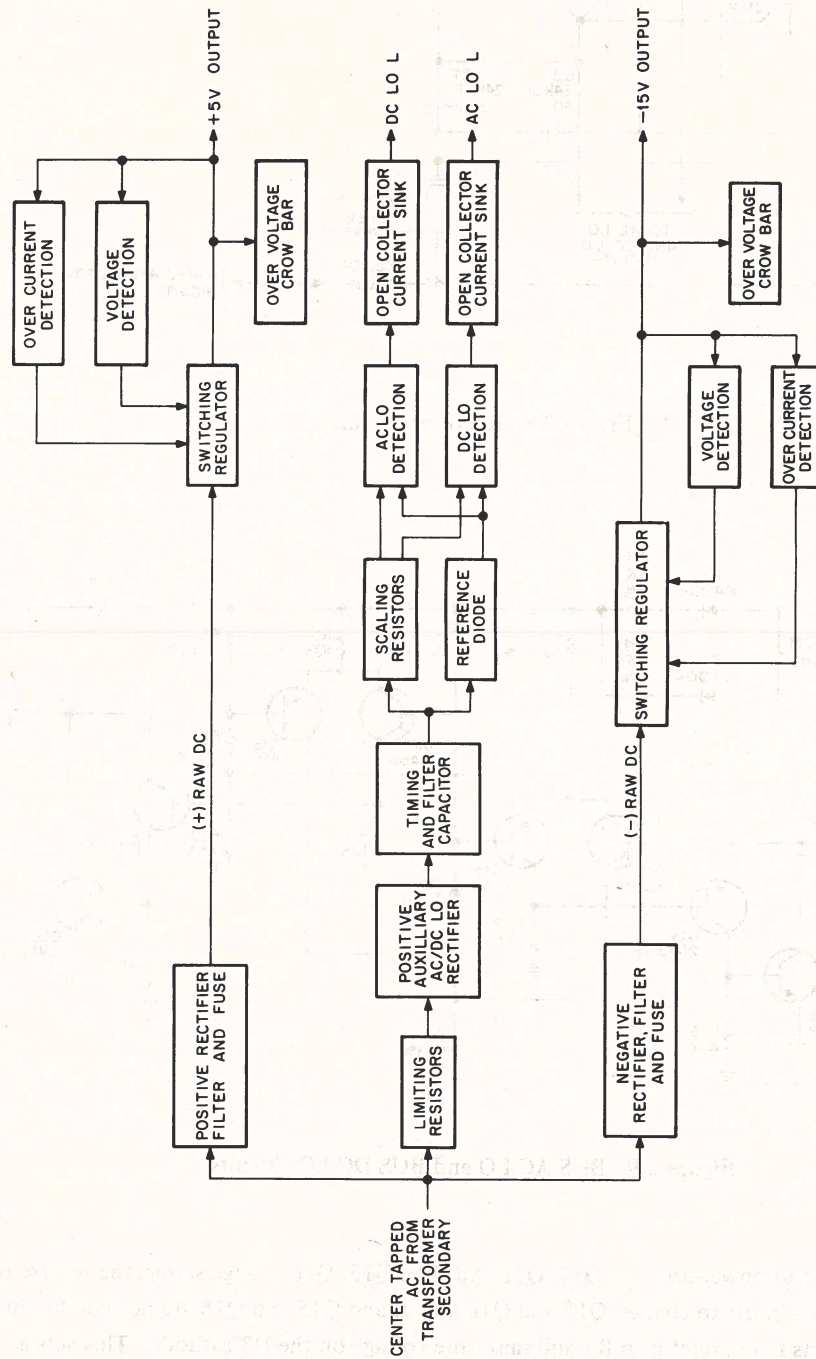 CENTER TAPPED
AC FROM
TRANSFORMER
SECONDARY
POSITIVE RECTIFIER
FILTER AND FUSE
(+) RAW DC
SWITCHING
REGULATOR
OVER CURRENT
DETECTION
VOLTAGE
DETECTION
OVER VOLTAGE
CROW BAR
+5V OUTPUT
LIMITING
RESISTORS
POSITIVE
AUXILLIARY
AC/DC LO
RECTIFIER
TIMING
AND FILTER
CAPACITOR
SCALING
RESISTORS
REFERENCE
DIODE
AC LO
DETECTION
DC LO
DETECTION
OPEN COLLECTOR
CURRENT SINK
OPEN COLLECTOR
CURRENT SINK
DC LO L
AC LO L
NEGATIVE
RECTIFIER, FILTER
AND FUSE
(−) RAW DC
SWITCHING REGULATOR
VOLTAGE
DETECTION
OVER CURRENT
DETECTION
OVER VOLTAGE
CROW BAR
−15V OUTPUT